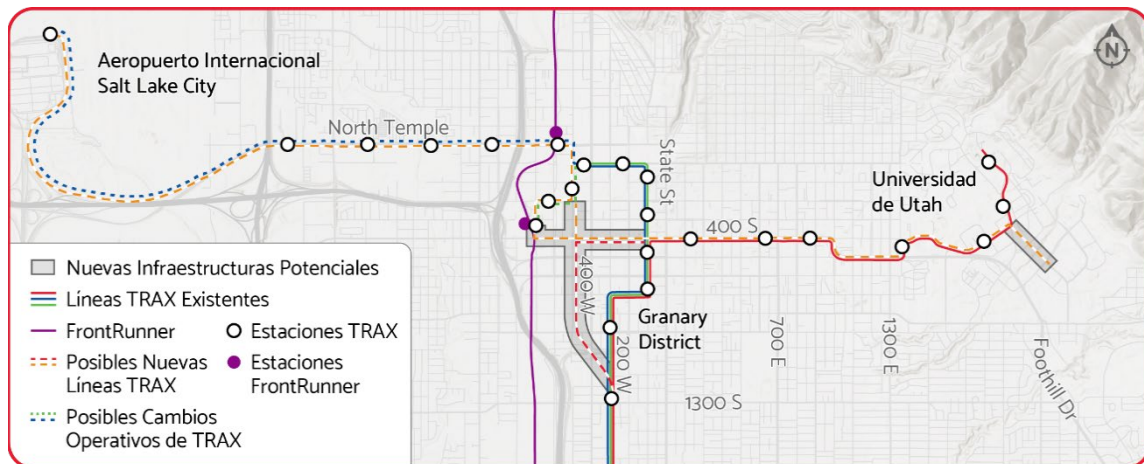 Aeropuerto Internacional
Salt Lake City
N
North Temple
State St
Universidad
de Utah
400 S
400 W
Granary
District
200 W
700 E
1300 E
Foothill Dr
1300 S
Nuevas Infraestructuras Potenciales
Líneas TRAX Existentes
FrontRunner
Estaciones TRAX
Posibles Nuevas
Líneas TRAX
Estaciones
FrontRunner
Posibles Cambios
Operativos de TRAX